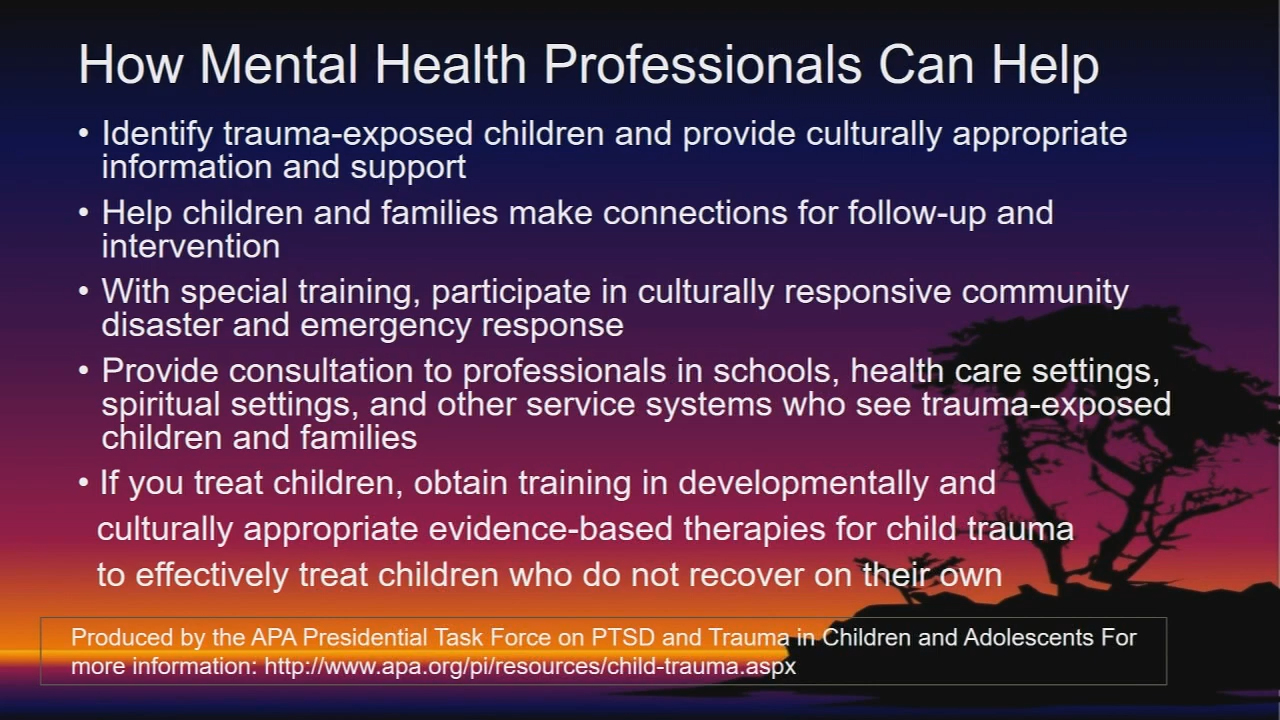 How Mental Health Professionals Can Help
• Identify trauma-exposed children and provide culturally appropriate
information and support
• Help children and families make connections for follow-up and
intervention
• With special training, participate in culturally responsive community
disaster and emergency response
• Provide consultation to professionals in schools, health care settings,
spiritual settings, and other service systems who see trauma-exposed
children and families
• If you treat children, obtain training in developmentally and
culturally appropriate evidence-based therapies for child trauma
to effectively treat children who do not recover on their own
Produced by the APA Presidential Task Force on PTSD and Trauma in Children and Adolescents For
more information: http://www.apa.org/pi/resources/child-trauma.aspx